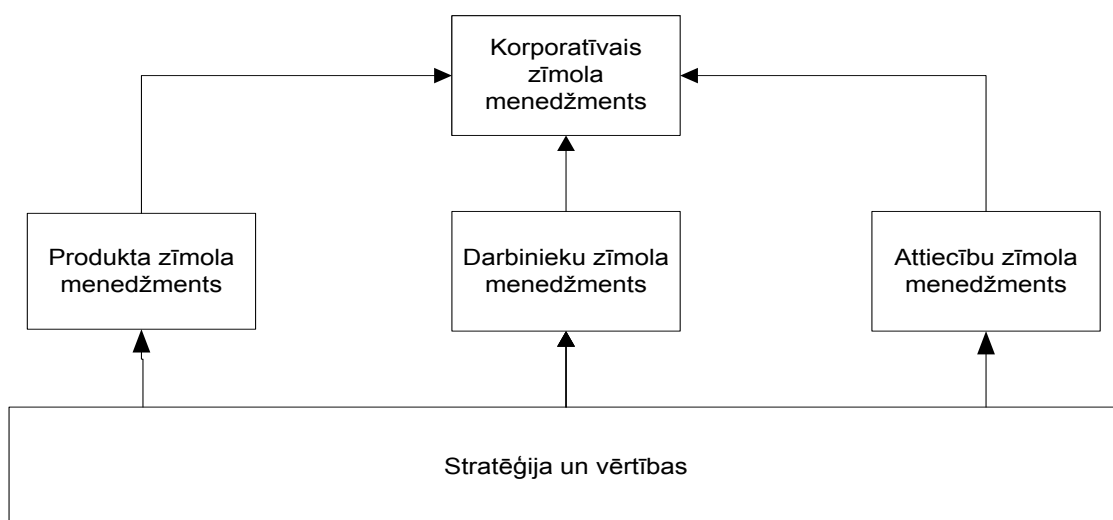 Korporatīvais
zīmola
menedžments
Produkta zīmola
menedžments
Darbinieku zīmola
menedžments
Attiecību zīmola
menedžments
Stratēģija un vērtības